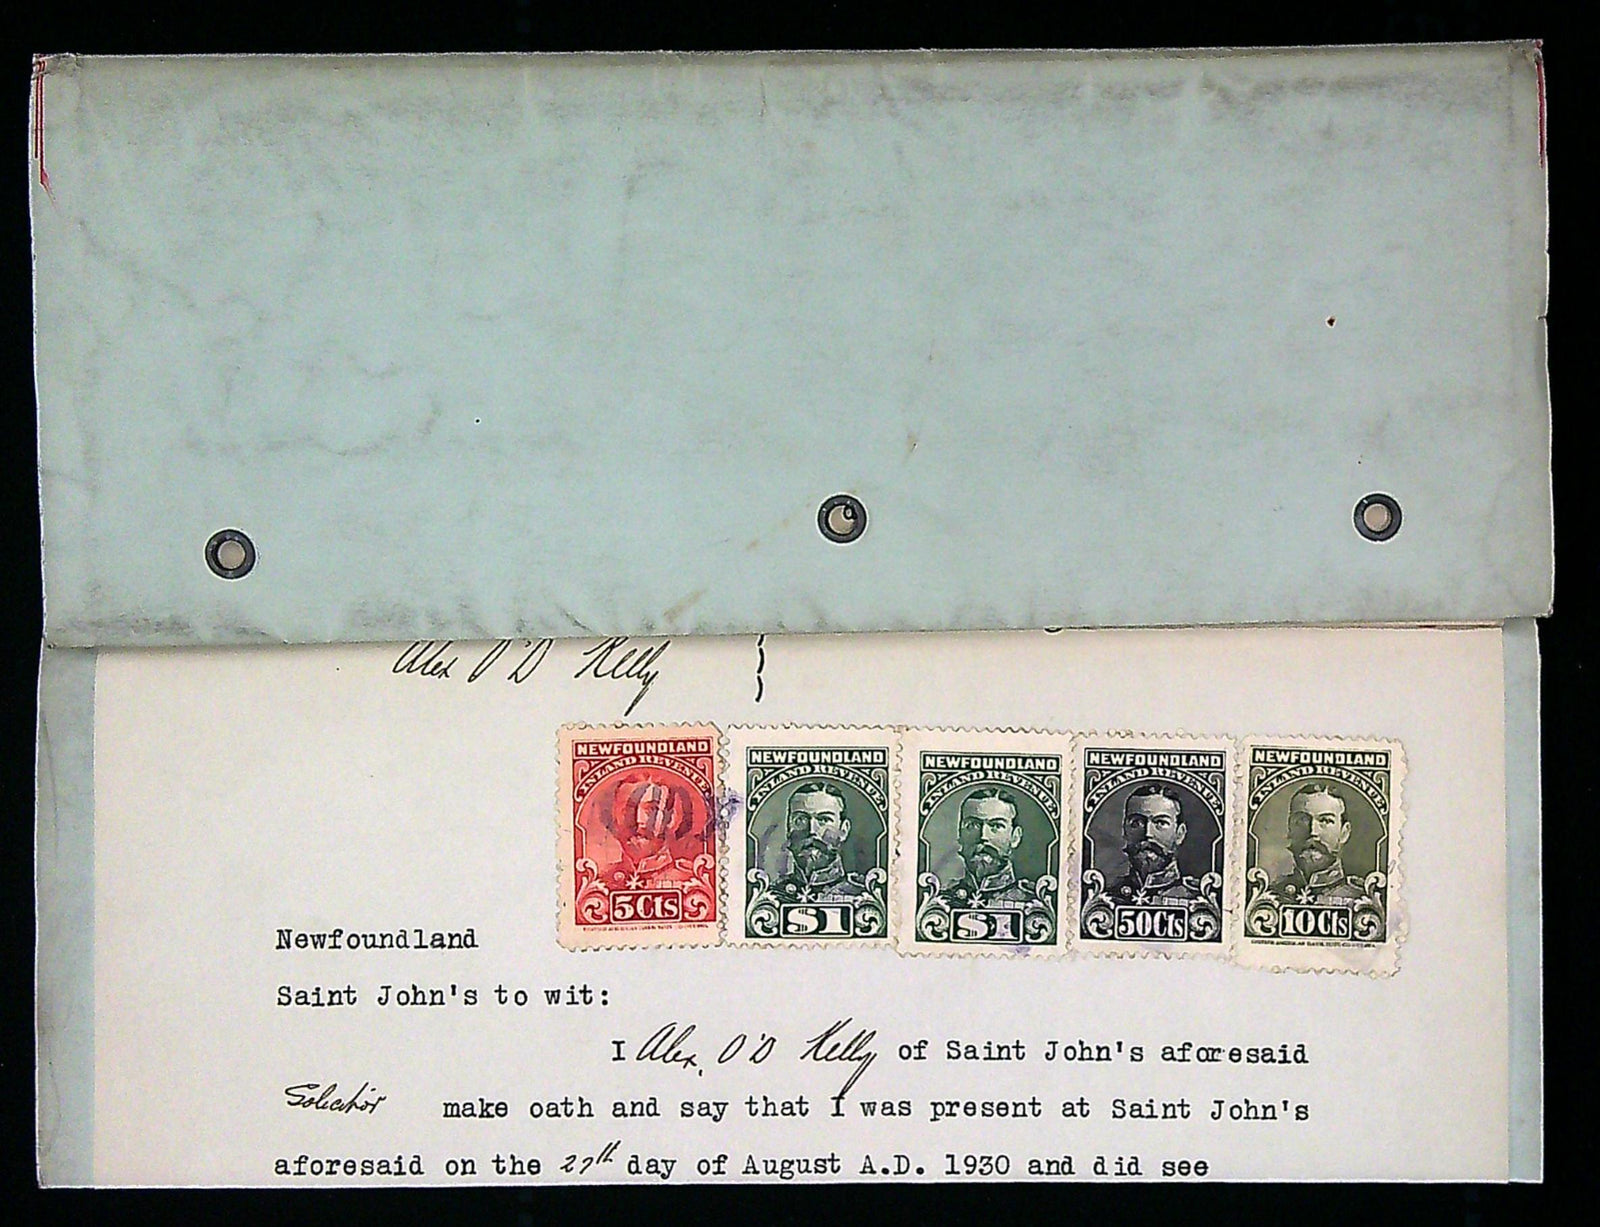 Alex O'D Kelly
NEWFOUNDLAND
INLAND REVENUE
5Cts
NEWFOUNDLAND
INLAND REVENUE
$1
NEWFOUNDLAND
INLAND REVENUE
$1
NEWFOUNDLAND
INLAND REVENUE
50Cts
NEWFOUNDLAND
INLAND REVENUE
10Cts
Newfoundland
Saint John's to wit:
I Alex. O'D Kelly of Saint John's aforesaid
Solicitor make oath and say that I was present at Saint John's
aforesaid on the 27th day of August A.D. 1930 and did see